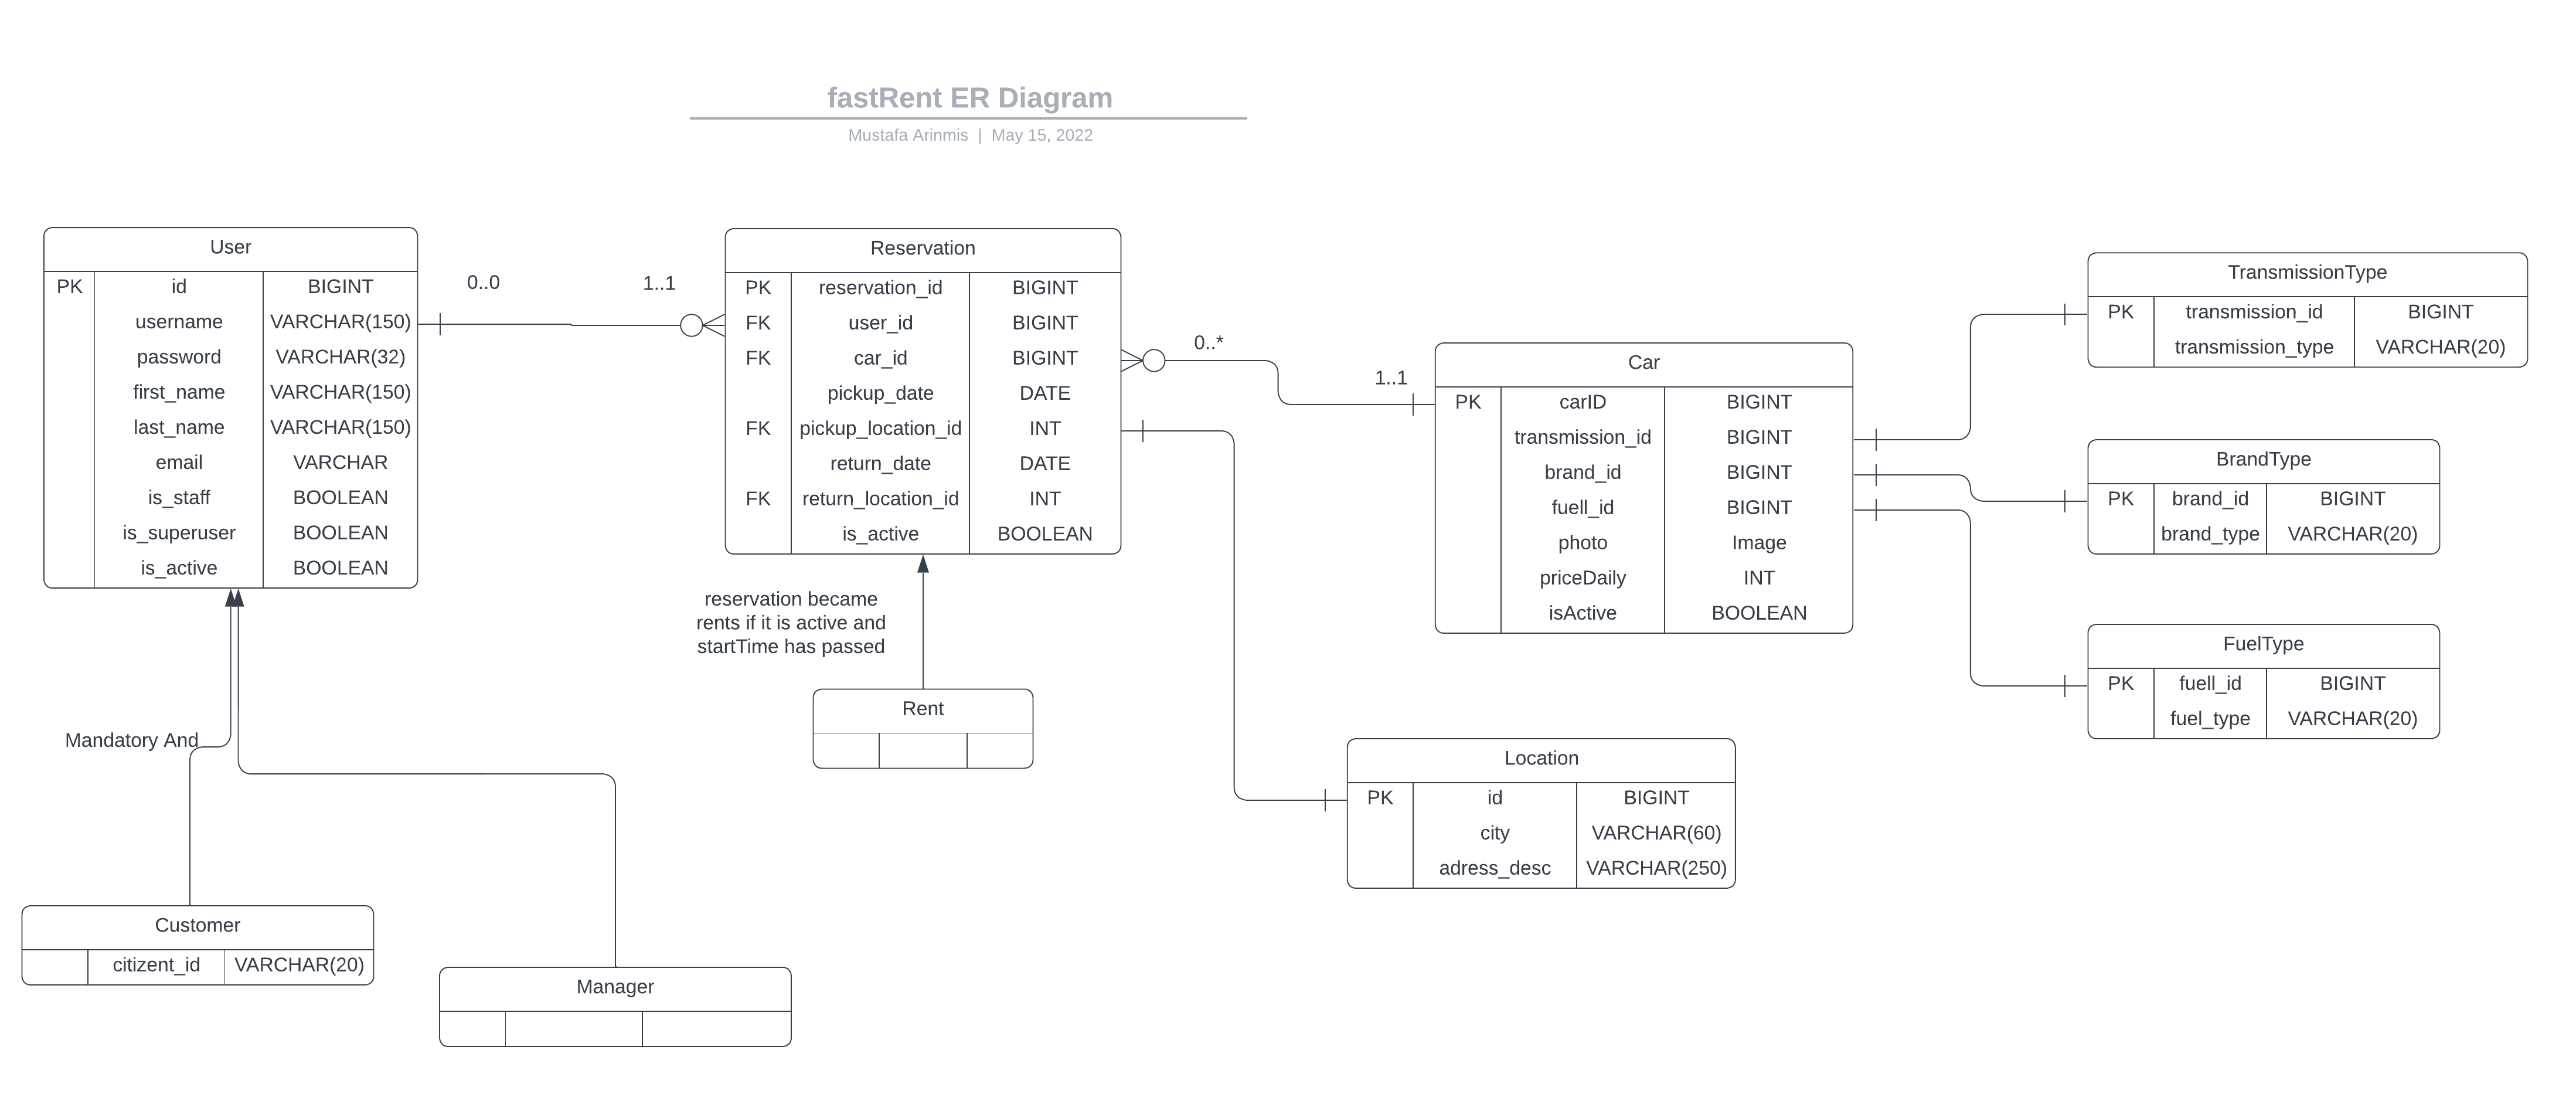 fastRent ER Diagram
Mustafa Arinmis | May 15, 2022
User
PK id BIGINT
username VARCHAR(150)
password VARCHAR(32)
first_name VARCHAR(150)
last_name VARCHAR(150)
email VARCHAR
is_staff BOOLEAN
is_superuser BOOLEAN
is_active BOOLEAN
0..0 1..1
Reservation
PK reservation_id BIGINT
FK user_id BIGINT
FK car_id BIGINT
pickup_date DATE
FK pickup_location_id INT
return_date DATE
FK return_location_id INT
is_active BOOLEAN
0..*
1..1
Car
PK carID BIGINT
transmission_id BIGINT
brand_id BIGINT
fuell_id BIGINT
photo Image
priceDaily INT
isActive BOOLEAN
TransmissionType
PK transmission_id BIGINT
transmission_type VARCHAR(20)
BrandType
PK brand_id BIGINT
brand_type VARCHAR(20)
FuelType
PK fuell_id BIGINT
fuel_type VARCHAR(20)
reservation became
rents if it is active and
startTime has passed
Rent
Mandatory And
Location
PK id BIGINT
city VARCHAR(60)
adress_desc VARCHAR(250)
Customer
citizent_id VARCHAR(20)
Manager